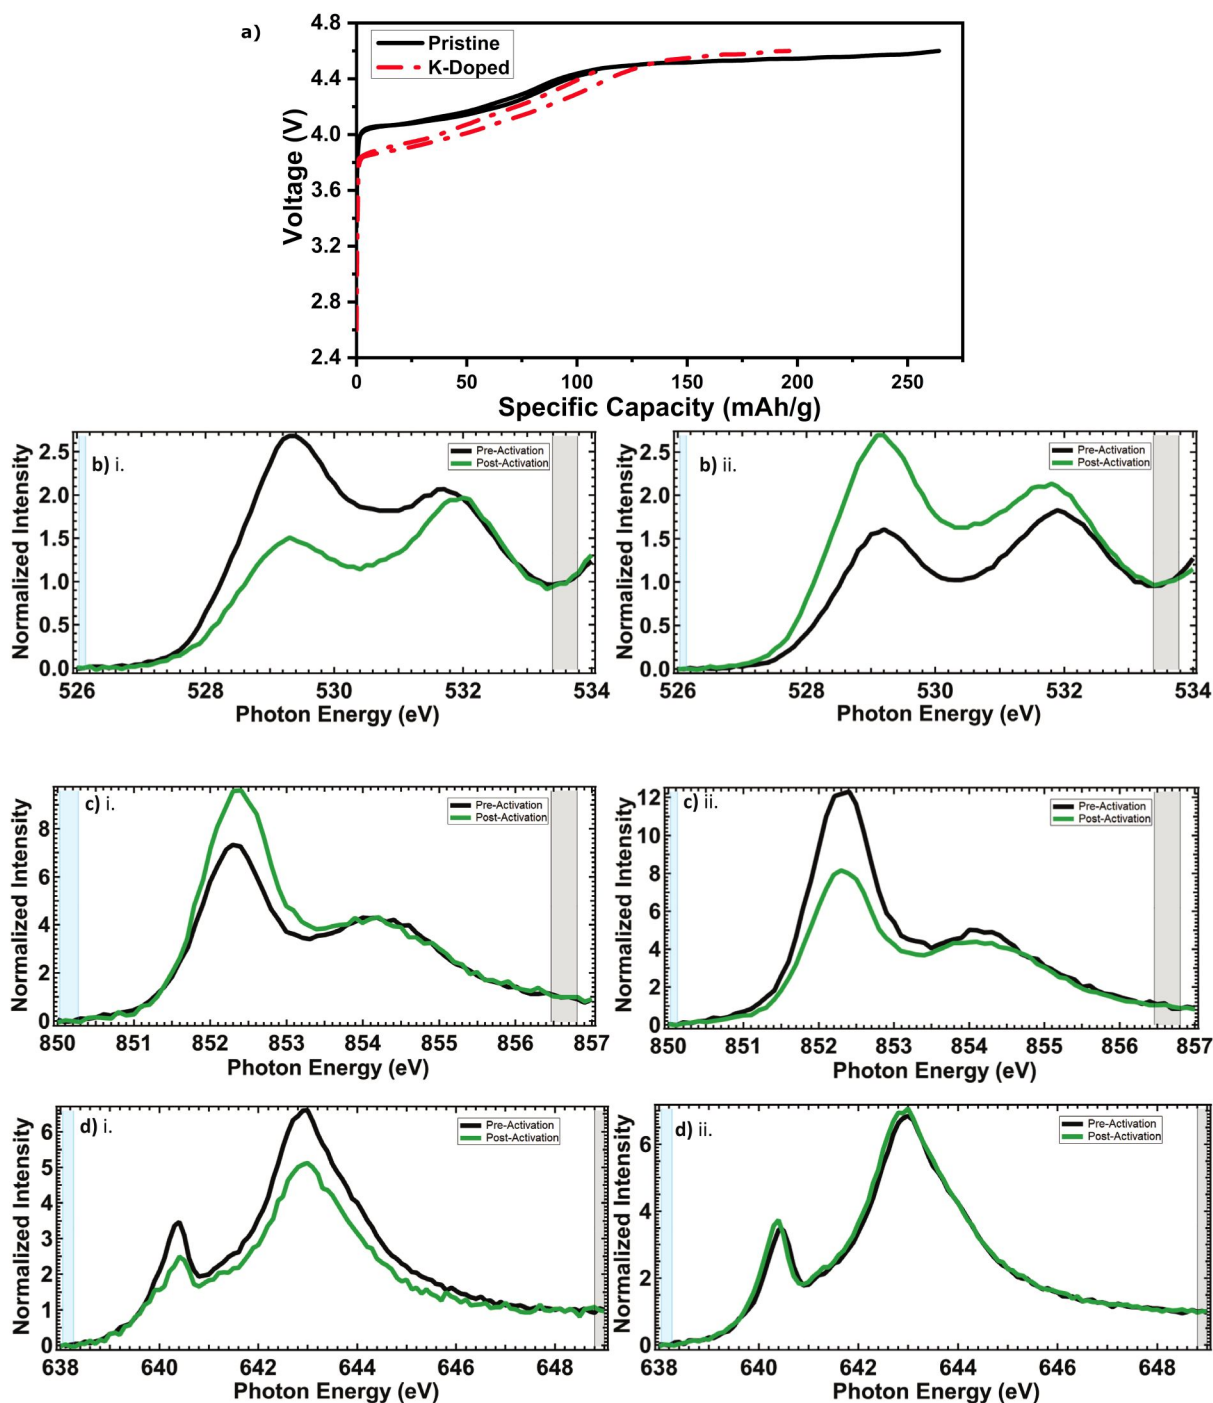 a)
Pristine
K-Doped
Voltage (V)
4.8
4.4
4.0
3.6
3.2
2.8
2.4
0 50 100 150 200 250
Specific Capacity (mAh/g)
b) i.
Pre-Activation
Post-Activation
Normalized Intensity
2.5
2.0
1.5
1.0
0.5
0.0
526 528 530 532 534
Photon Energy (eV)
b) ii.
Pre-Activation
Post-Activation
Normalized Intensity
2.5
2.0
1.5
1.0
0.5
0.0
526 528 530 532 534
Photon Energy (eV)
c) i.
Pre-Activation
Post-Activation
Normalized Intensity
8
6
4
2
0
850 851 852 853 854 855 856 857
Photon Energy (eV)
c) ii.
Pre-Activation
Post-Activation
Normalized Intensity
12
10
8
6
4
2
0
850 851 852 853 854 855 856 857
Photon Energy (eV)
d) i.
Pre-Activation
Post-Activation
Normalized Intensity
6
5
4
3
2
1
0
638 640 642 644 646 648
Photon Energy (eV)
d) ii.
Pre-Activation
Post-Activation
Normalized Intensity
6
4
2
0
638 640 642 644 646 648
Photon Energy (eV)